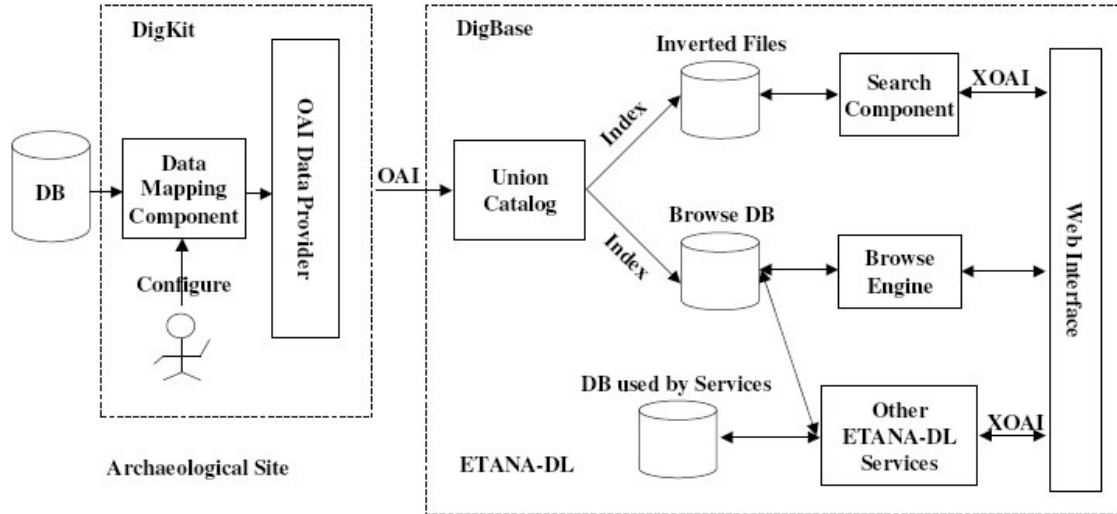 DigKit
DB
Data
Mapping
Component
Configure
OAI Data Provider
Archaeological Site
OAI
DigBase
Union
Catalog
Index
Index
Inverted Files
Search
Component
XOAI
Browse DB
Browse
Engine
DB used by Services
Other
ETANA-DL
Services
XOAI
Web Interface
ETANA-DL